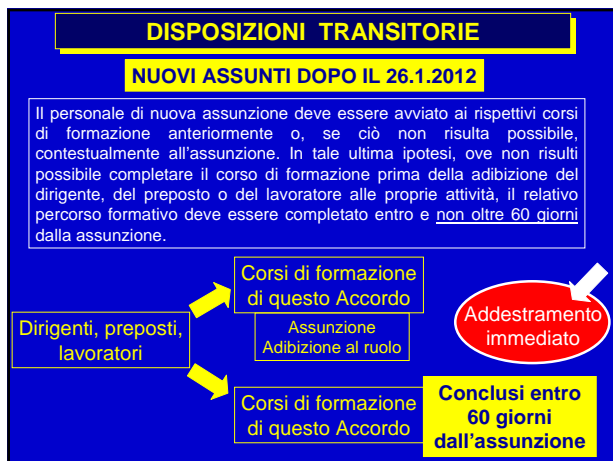 DISPOSIZIONI TRANSITORIE
NUOVI ASSUNTI DOPO IL 26.1.2012
Il personale di nuova assunzione deve essere avviato ai rispettivi corsi
di formazione anteriormente o, se ciò non risulta possibile,
contestualmente all'assunzione. In tale ultima ipotesi, ove non risulti
possibile completare il corso di formazione prima della adibizione del
dirigente, del preposto o del lavoratore alle proprie attività, il relativo
percorso formativo deve essere completato entro e non oltre 60 giorni
dalla assunzione.
Dirigenti, preposti,
lavoratori
Corsi di formazione
di questo Accordo
Assunzione
Adibizione al ruolo
Addestramento
immediato
Corsi di formazione
di questo Accordo
Conclusi entro
60 giorni
dall'assunzione